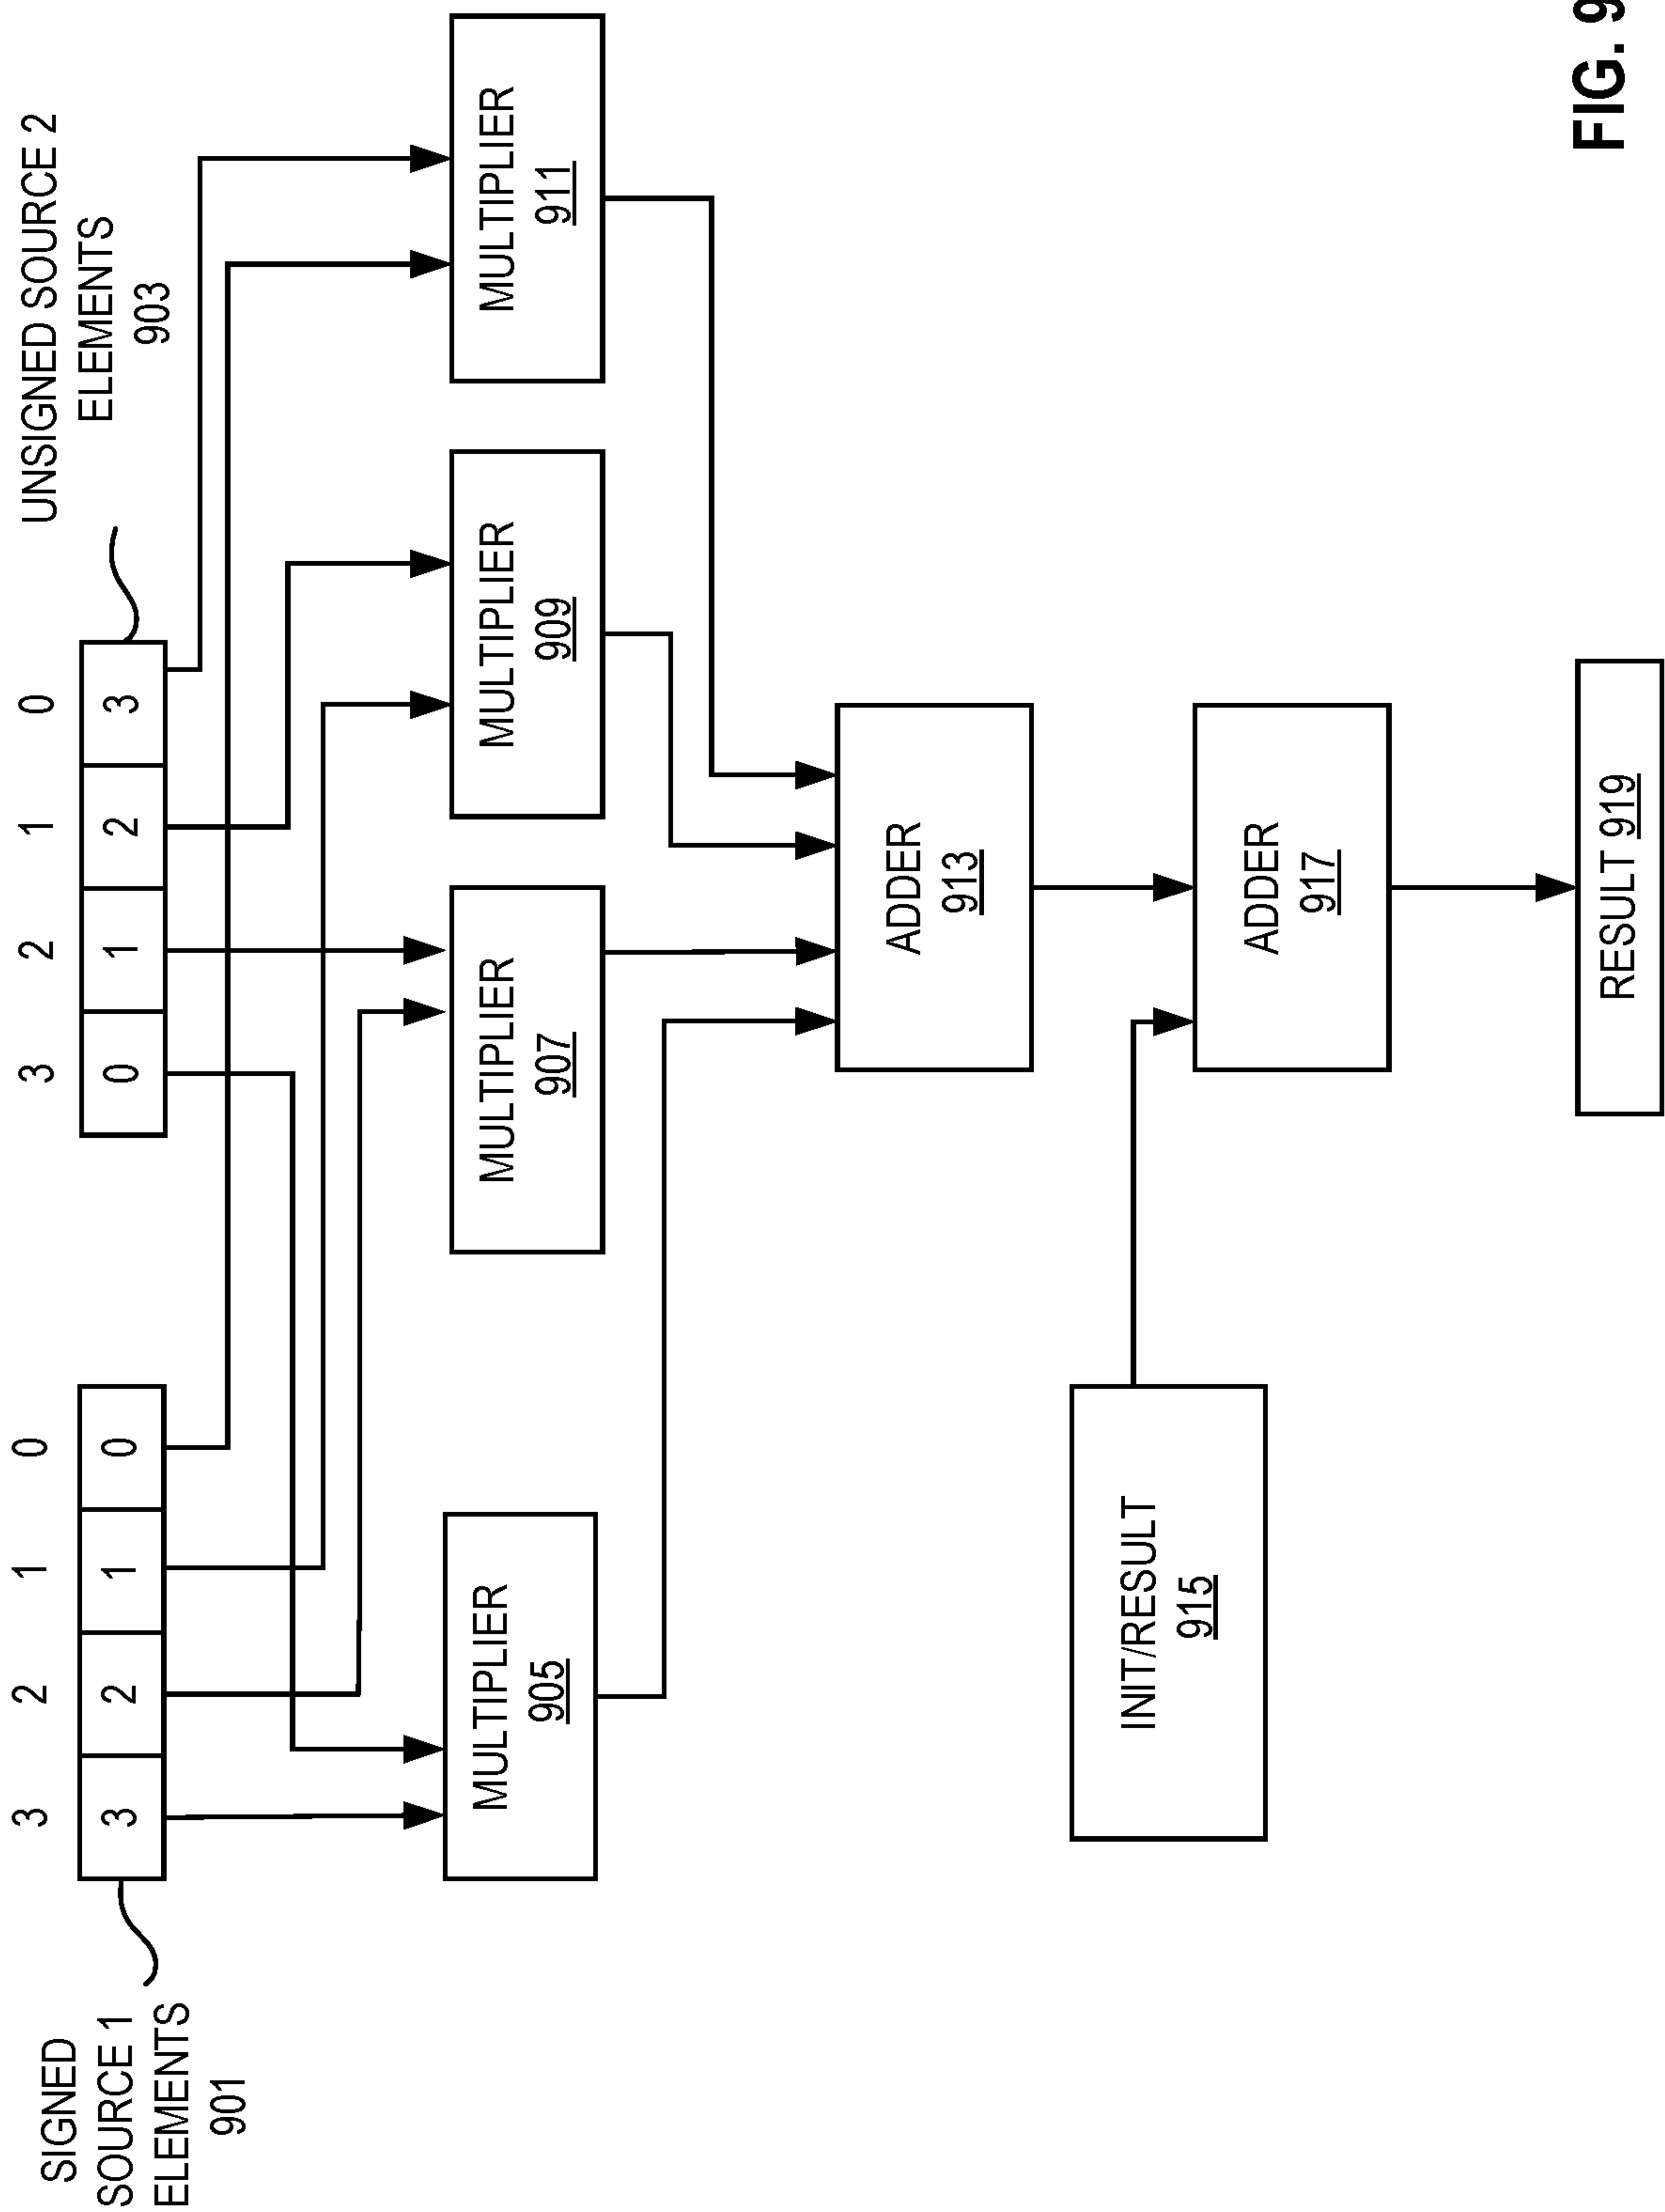 3 2 1 0
3 2 1 0
SIGNED
SOURCE 1
ELEMENTS
901
3 2 1 0
0 1 2 3
UNSIGNED SOURCE 2
ELEMENTS
903
MULTIPLIER
905
MULTIPLIER
907
MULTIPLIER
909
MULTIPLIER
911
ADDER
913
INIT/RESULT
915
ADDER
917
RESULT 919
FIG. 9